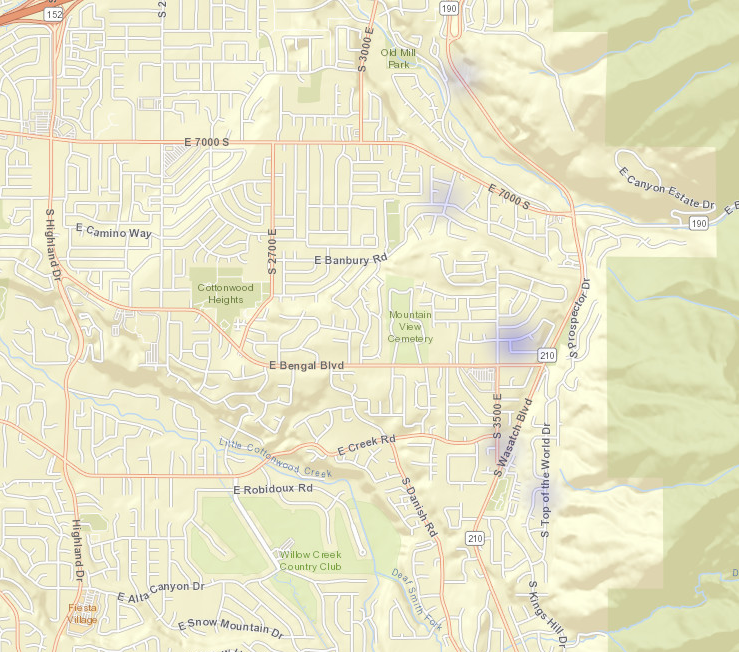 190
152
S 2
Old Mill
Park
S 3000 E
E 7000 S
E Canyon Estate Dr
E 7000 S
190
S Highland Dr
E Camino Way
S 2700 E
E Banbury Rd
Cottonwood
Heights
Mountain
View
Cemetery
S Prospector Dr
210
E Bengal Blvd
S 3500 E
S Wasatch Blvd
E Creek Rd
Little Cottonwood Creek
S Top of the World Dr
E Robidoux Rd
S Danish Rd
Highland Dr
210
Willow Creek
Country Club
Deaf Smith Fork
E Alta Canyon Dr
Fiesta
Village
E Snow Mountain Dr
S Kings Hill Dr